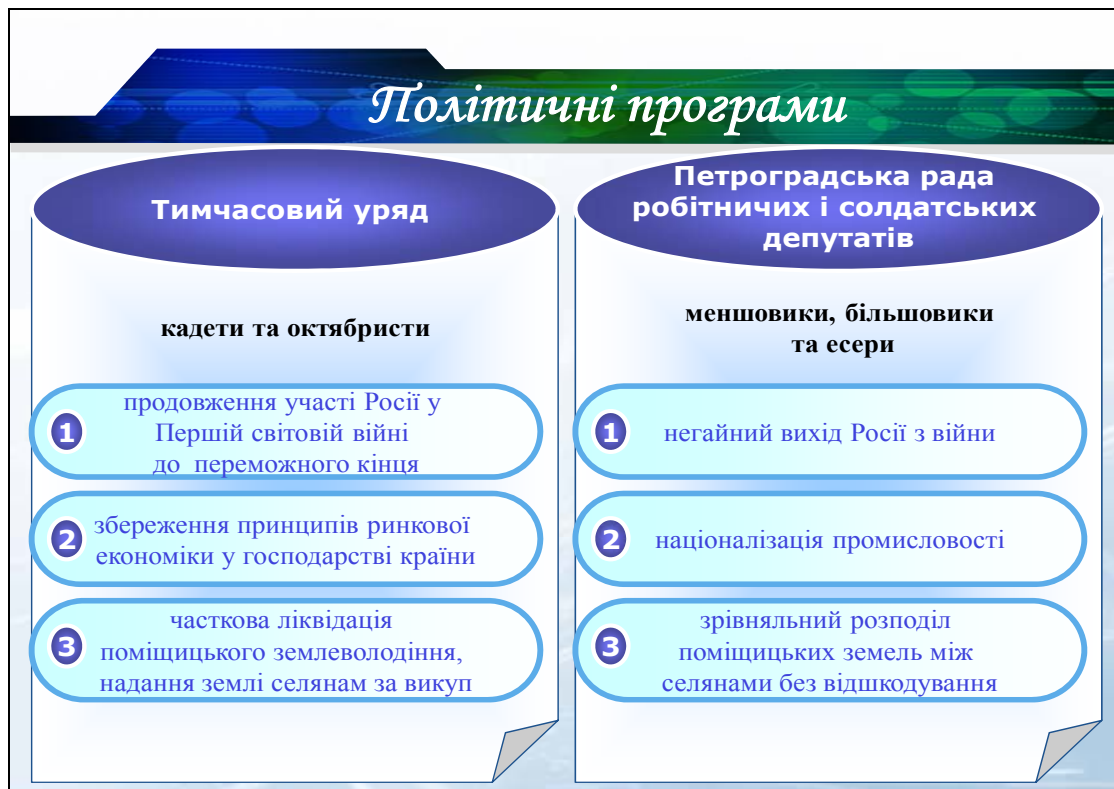 Політичні програми
Тимчасовий уряд
кадети та октябристи
1
продовження участі Росії у
Першій світовій війні
до переможного кінця
2
збереження принципів ринкової
економіки у господарстві країни
3
часткова ліквідація
поміщицького землеволодіння,
надання землі селянам за викуп
Петроградська рада
робітничих і солдатських
депутатів
меншовики, більшовики
та есери
1
негайний вихід Росії з війни
2
націоналізація промисловості
3
зрівняльний розподіл
поміщицьких земель між
селянами без відшкодування